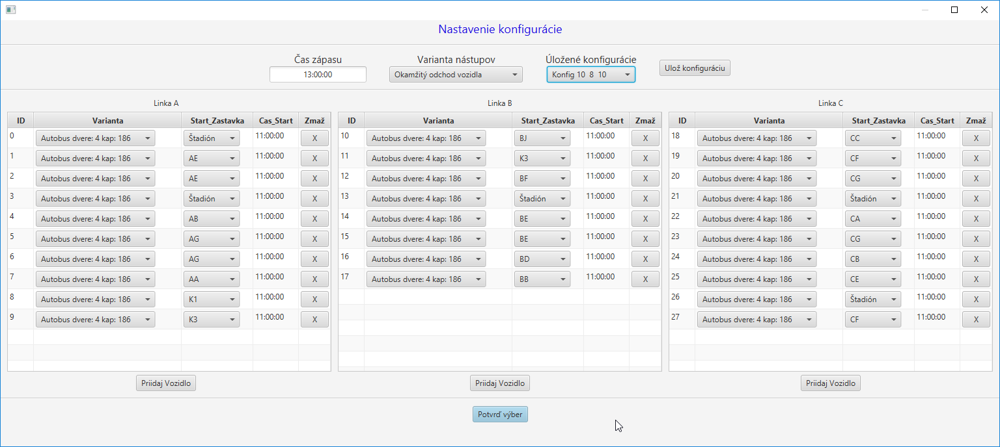 Nastavenie konfigurácie
Čas zápasu Varianta nástupov Úložené konfigurácie
13:00:00 Okamžitý odchod vozidla Konfig 10 8 10 Ulož konfiguráciu
Linka A
ID Varianta Start_Zastavka Cas_Start Zmaž
0 Autobus dvere: 4 kap: 186 Štadión 11:00:00 X
1 Autobus dvere: 4 kap: 186 AE 11:00:00 X
2 Autobus dvere: 4 kap: 186 AE 11:00:00 X
3 Autobus dvere: 4 kap: 186 Štadión 11:00:00 X
4 Autobus dvere: 4 kap: 186 AB 11:00:00 X
5 Autobus dvere: 4 kap: 186 AG 11:00:00 X
6 Autobus dvere: 4 kap: 186 AG 11:00:00 X
7 Autobus dvere: 4 kap: 186 AA 11:00:00 X
8 Autobus dvere: 4 kap: 186 K1 11:00:00 X
9 Autobus dvere: 4 kap: 186 K3 11:00:00 X
Priidaj Vozidlo
Linka B
ID Varianta Start_Zastavka Cas_Start Zmaž
10 Autobus dvere: 4 kap: 186 BJ 11:00:00 X
11 Autobus dvere: 4 kap: 186 K3 11:00:00 X
12 Autobus dvere: 4 kap: 186 BF 11:00:00 X
13 Autobus dvere: 4 kap: 186 Štadión 11:00:00 X
14 Autobus dvere: 4 kap: 186 BE 11:00:00 X
15 Autobus dvere: 4 kap: 186 BE 11:00:00 X
16 Autobus dvere: 4 kap: 186 BD 11:00:00 X
17 Autobus dvere: 4 kap: 186 BB 11:00:00 X
Priidaj Vozidlo
Linka C
ID Varianta Start_Zastavka Cas_Start Zmaž
18 Autobus dvere: 4 kap: 186 CC 11:00:00 X
19 Autobus dvere: 4 kap: 186 CF 11:00:00 X
20 Autobus dvere: 4 kap: 186 CG 11:00:00 X
21 Autobus dvere: 4 kap: 186 Štadión 11:00:00 X
22 Autobus dvere: 4 kap: 186 CA 11:00:00 X
23 Autobus dvere: 4 kap: 186 CG 11:00:00 X
24 Autobus dvere: 4 kap: 186 CB 11:00:00 X
25 Autobus dvere: 4 kap: 186 CE 11:00:00 X
26 Autobus dvere: 4 kap: 186 Štadión 11:00:00 X
27 Autobus dvere: 4 kap: 186 CF 11:00:00 X
Priidaj Vozidlo
Potvrď výber